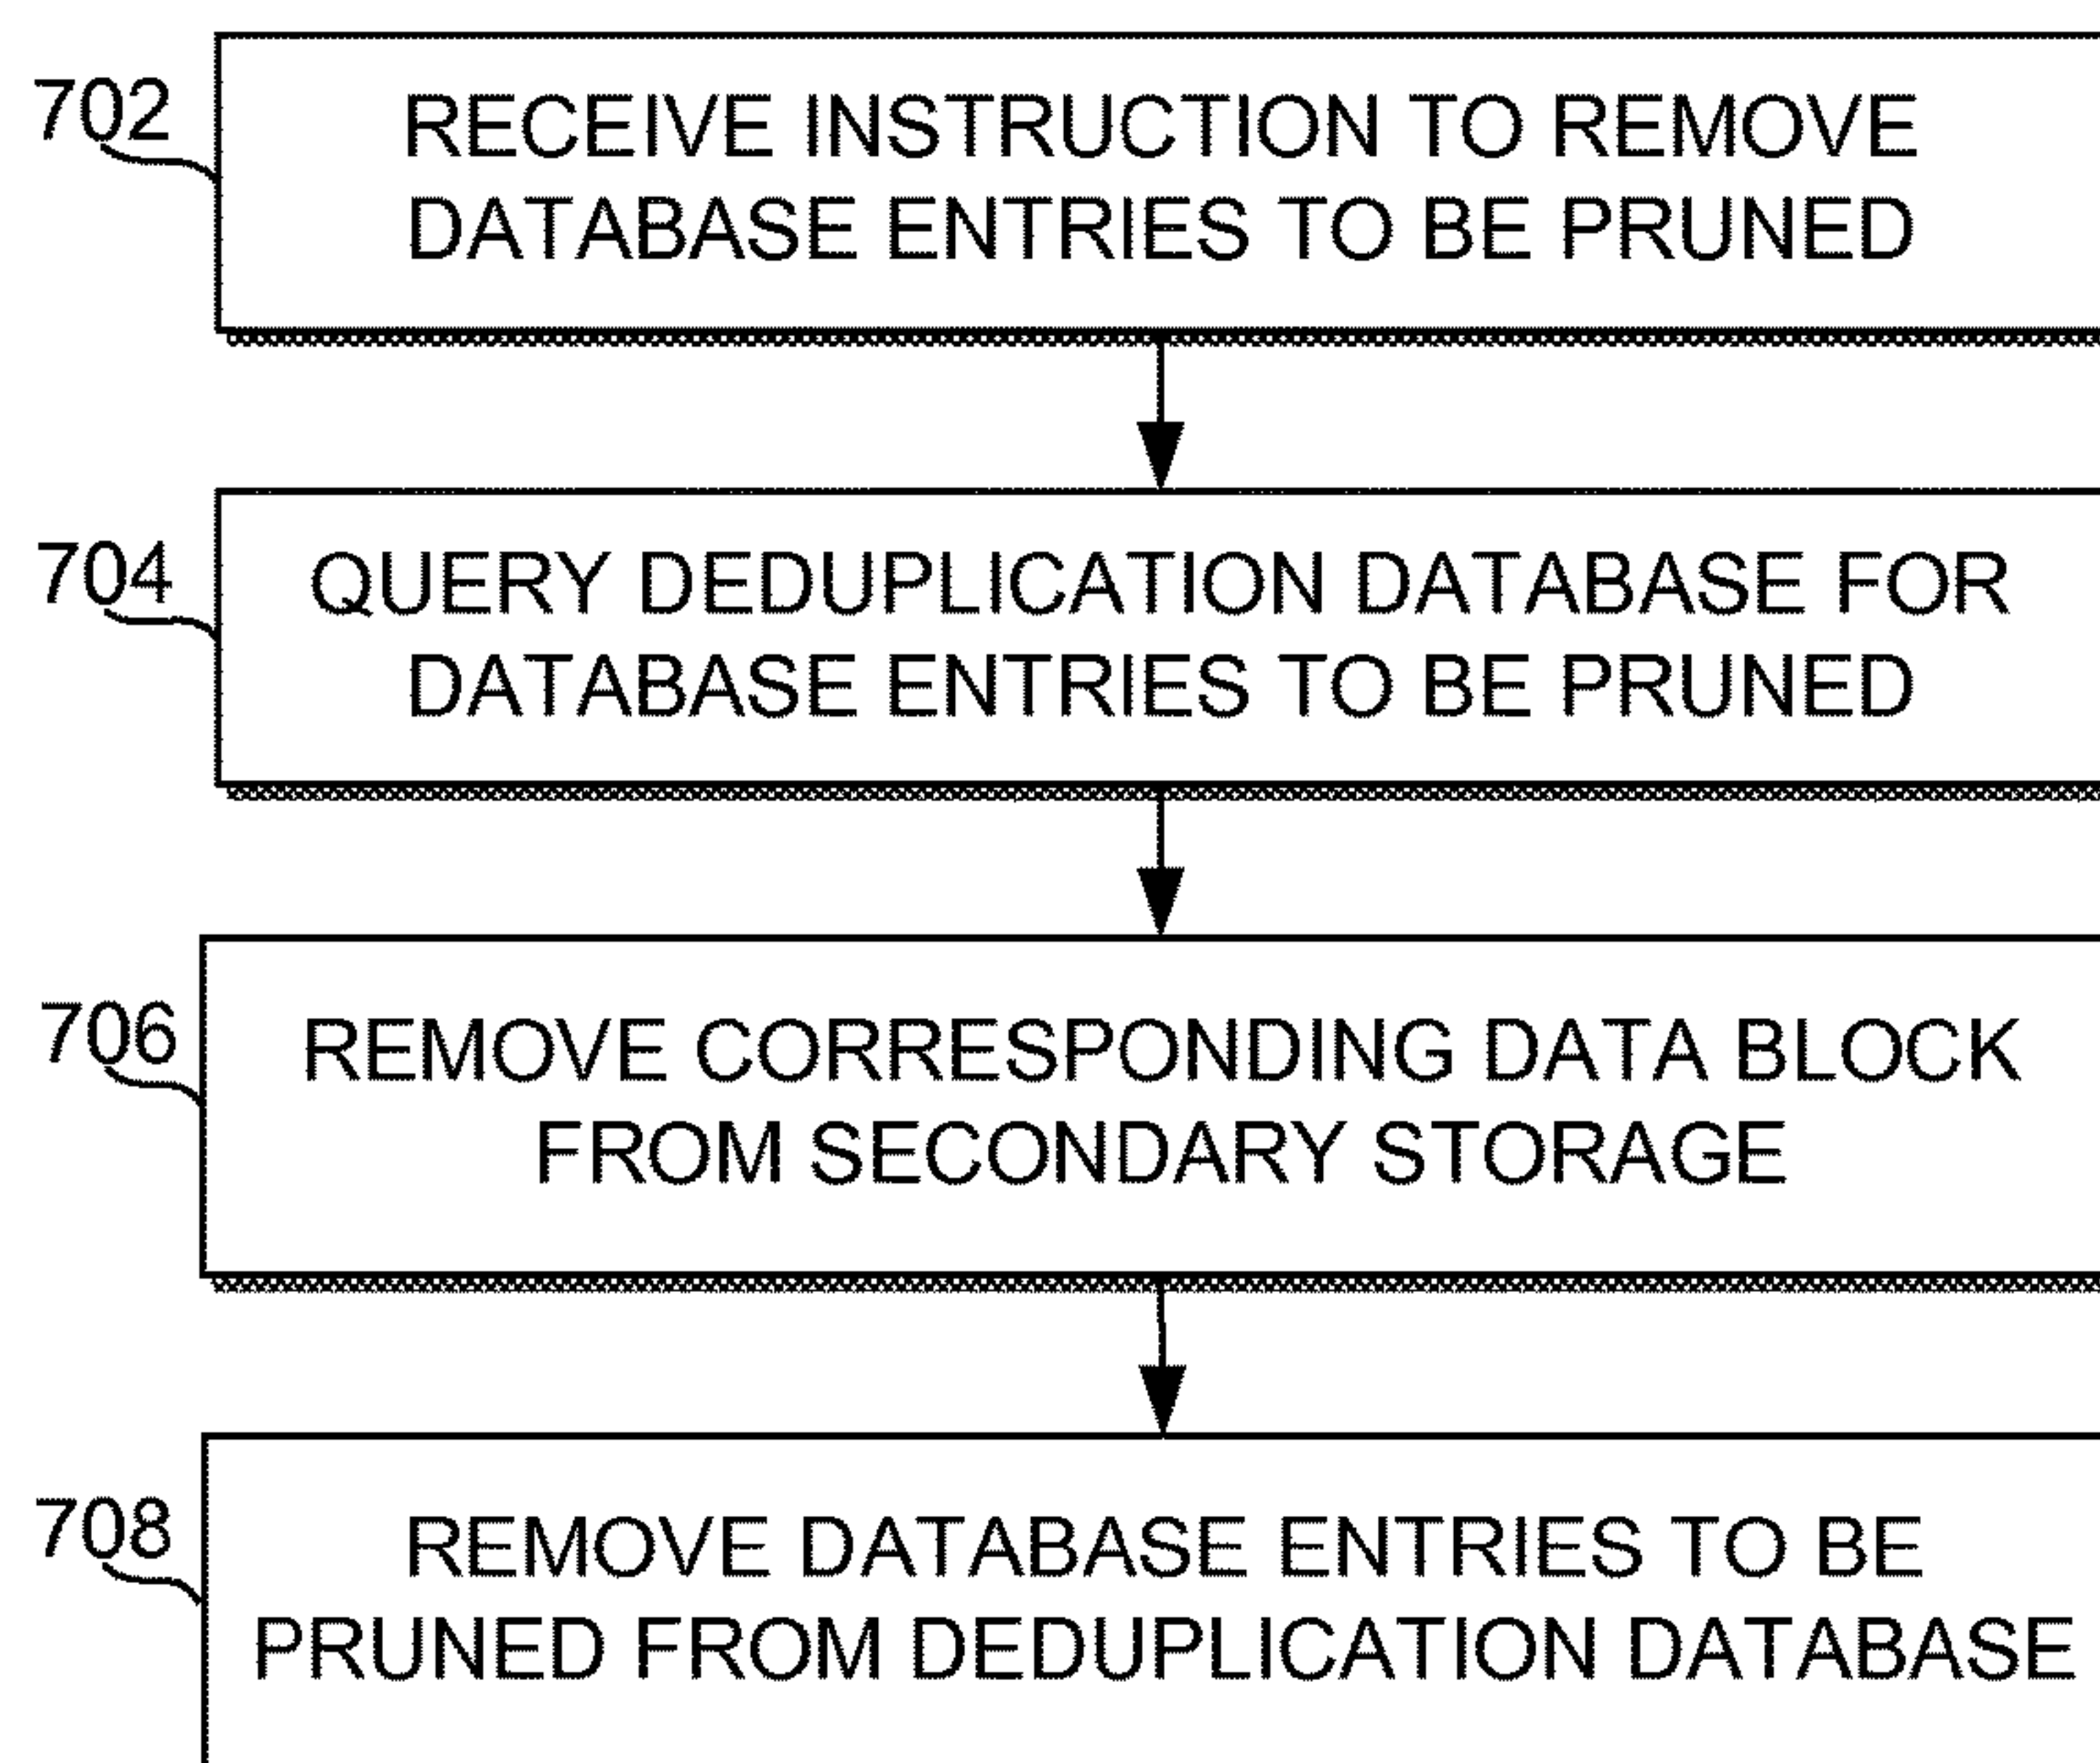 702
RECEIVE INSTRUCTION TO REMOVE
DATABASE ENTRIES TO BE PRUNED
704
QUERY DEDUPLICATION DATABASE FOR
DATABASE ENTRIES TO BE PRUNED
706
REMOVE CORRESPONDING DATA BLOCK
FROM SECONDARY STORAGE
708
REMOVE DATABASE ENTRIES TO BE
PRUNED FROM DEDUPLICATION DATABASE